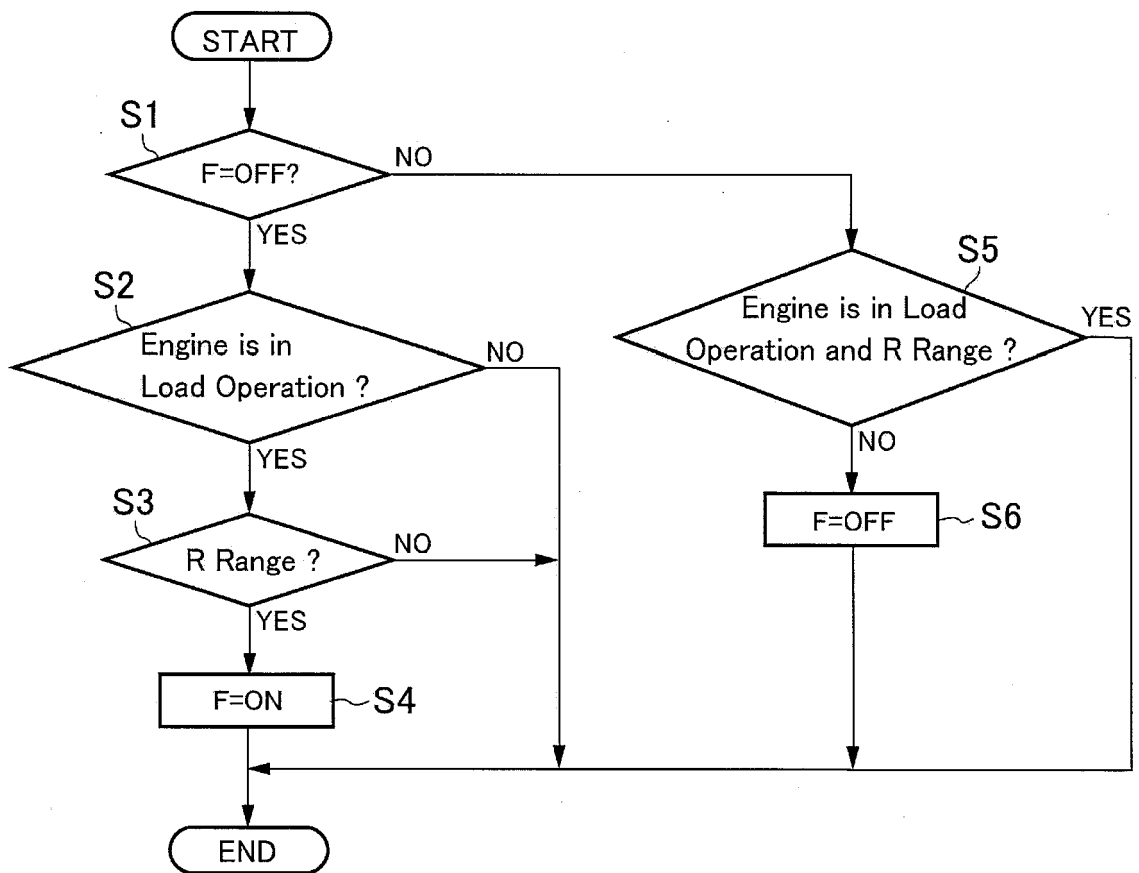 START
S1
F=OFF?
NO
YES
S2
Engine is in
Load Operation ?
NO
YES
S3
R Range ?
NO
YES
F=ON
S4
S5
Engine is in Load
Operation and R Range ?
YES
NO
F=OFF
S6
END